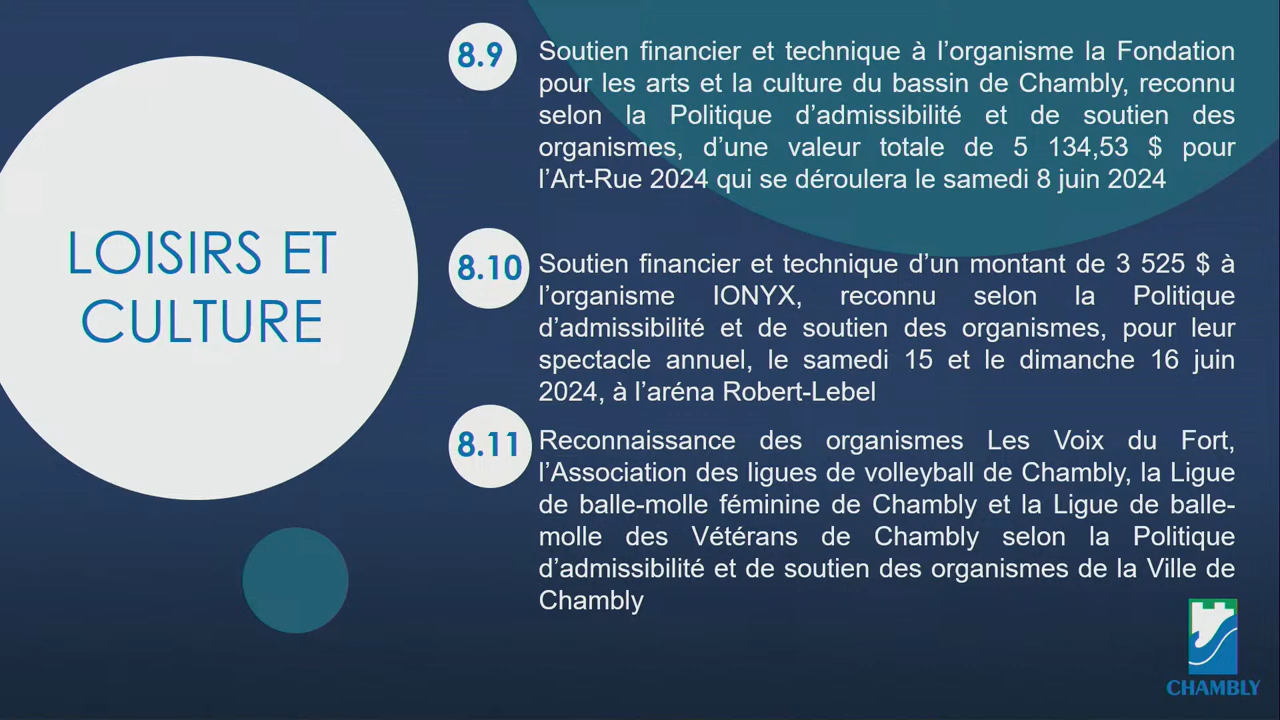 LOISIRS ET
CULTURE
8.9
Soutien financier et technique à l’organisme la Fondation
pour les arts et la culture du bassin de Chambly, reconnu
selon la Politique d’admissibilité et de soutien des
organismes, d’une valeur totale de 5 134,53 $ pour
l’Art-Rue 2024 qui se déroulera le samedi 8 juin 2024
8.10
Soutien financier et technique d’un montant de 3 525 $ à
l’organisme IONYX, reconnu selon la Politique
d’admissibilité et de soutien des organismes, pour leur
spectacle annuel, le samedi 15 et le dimanche 16 juin
2024, à l’aréna Robert-Lebel
8.11
Reconnaissance des organismes Les Voix du Fort,
l’Association des ligues de volleyball de Chambly, la Ligue
de balle-molle féminine de Chambly et la Ligue de balle-
molle des Vétérans de Chambly selon la Politique
d’admissibilité et de soutien des organismes de la Ville de
Chambly
CHAMBLY